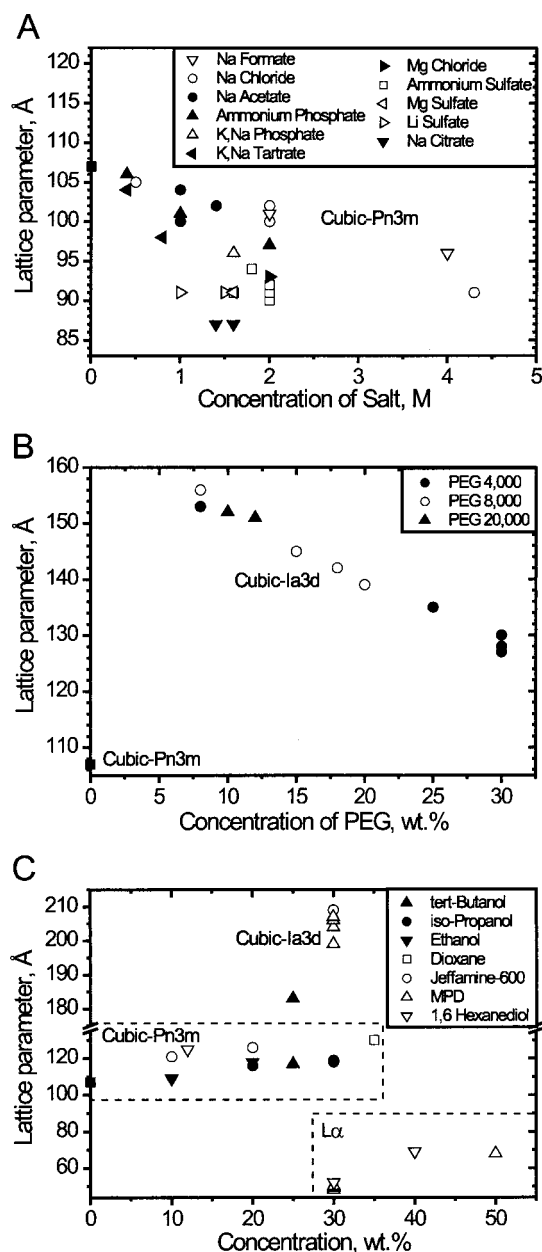 A
Na Formate
Na Chloride
Na Acetate
Ammonium Phosphate
K,Na Phosphate
K,Na Tartrate
Mg Chloride
Ammonium Sulfate
Mg Sulfate
Li Sulfate
Na Citrate
120
115
110
105
100
95
90
85
Lattice parameter, Å
Cubic-Pn3m
0 1 2 3 4 5
Concentration of Salt, M
B
PEG 4,000
PEG 8,000
PEG 20,000
160
150
140
130
120
110
Lattice parameter, Å
Cubic-Ia3d
Cubic-Pn3m
0 5 10 15 20 25 30
Concentration of PEG, wt.%
C
tert-Butanol
iso-Propanol
Ethanol
Dioxane
Jeffamine-600
MPD
1,6 Hexanediol
210
200
190
175
120
100
80
60
Lattice parameter, Å
Cubic-Ia3d
Cubic-Pn3m
Lα
0 10 20 30 40 50
Concentration, wt.%